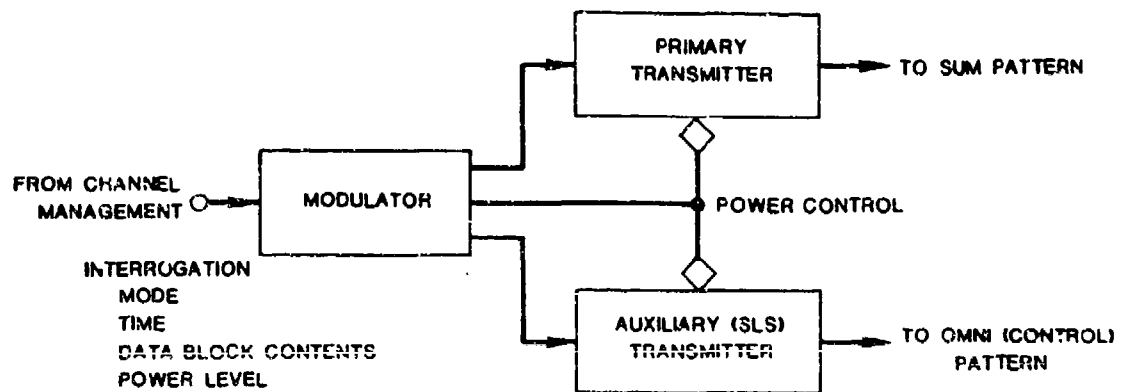 PRIMARY
TRANSMITTER
TO SUM PATTERN
FROM CHANNEL
MANAGEMENT
MODULATOR
POWER CONTROL
INTERROGATION
MODE
TIME
DATA BLOCK CONTENTS
POWER LEVEL
AUXILIARY (SLS)
TRANSMITTER
TO OMNI (CONTROL)
PATTERN